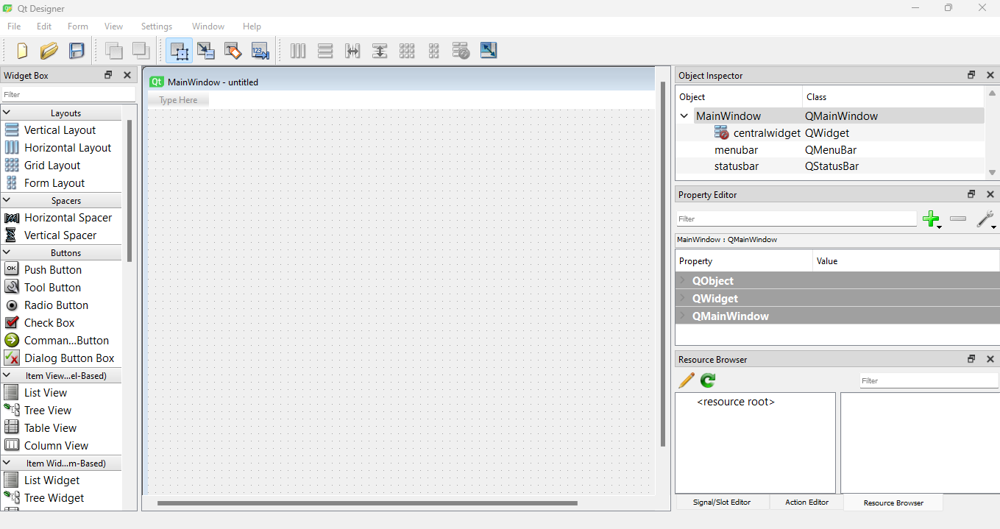 Qt Designer
File Edit Form View Settings Window Help
Widget Box
Filter
Layouts
Vertical Layout
Horizontal Layout
Grid Layout
Form Layout
Spacers
Horizontal Spacer
Vertical Spacer
Buttons
OK Push Button
Tool Button
Radio Button
Check Box
Comman...Button
Dialog Button Box
Item View...el-Based)
List View
Tree View
Table View
Column View
Item Wid...m-Based)
List Widget
Tree Widget
123
Qt MainWindow - untitled
Type Here
Object Inspector
Object Class
MainWindow QMainWindow
centralwidget QWidget
menubar QMenuBar
statusbar QStatusBar
Property Editor
Filter
MainWindow : QMainWindow
Property Value
QObject
QWidget
QMainWindow
Resource Browser
Filter
<resource root>
Signal/Slot Editor Action Editor Resource Browser